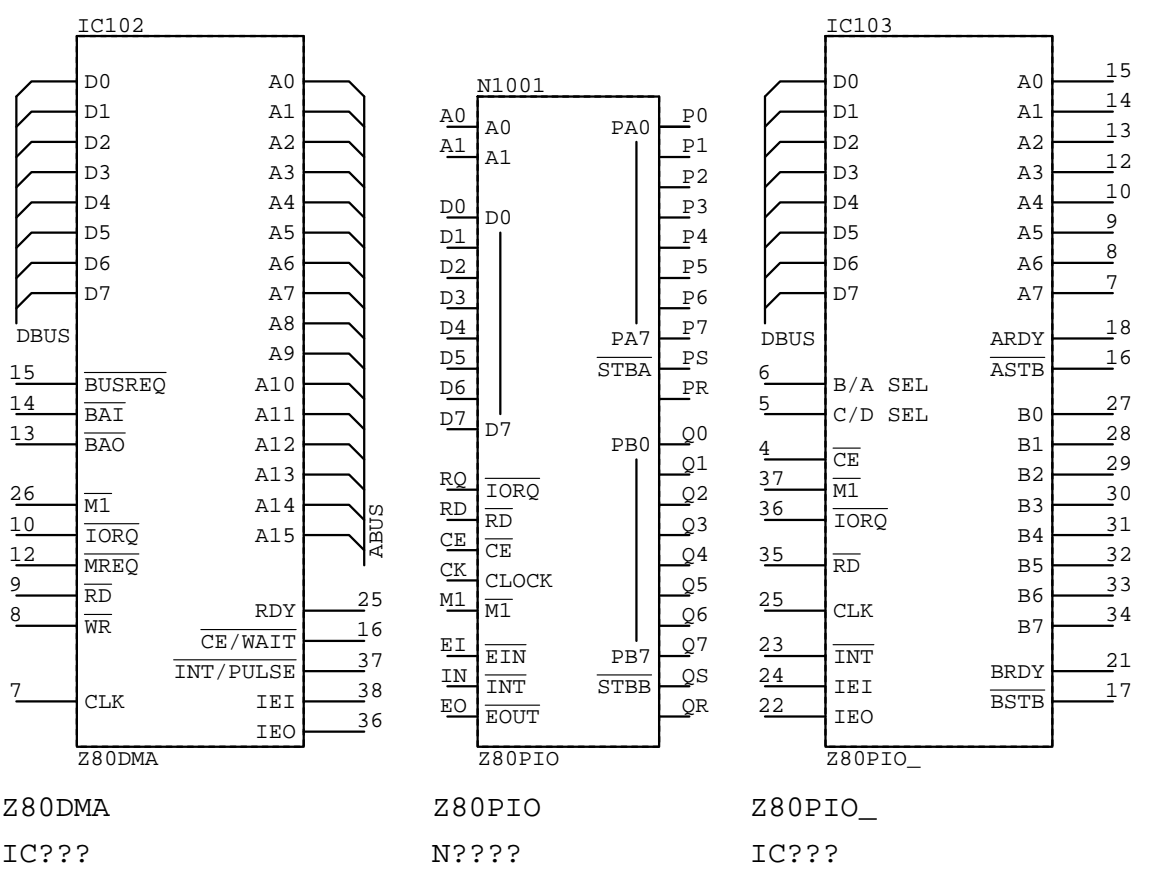 IC102
D0
D1
D2
D3
D4
D5
D6
D7
DBUS
15 BUSREQ
14 BAI
13 BAO
26 M1
10 IORQ
12 MREQ
9 RD
8 WR
7 CLK
A0
A1
A2
A3
A4
A5
A6
A7
A8
A9
A10
A11
A12
A13
A14
A15
ABUS
RDY 25
CE/WAIT 16
INT/PULSE 37
IEI 38
IEO 36
Z80DMA
N1001
A0 A0
A1 A1
D0 D0
D1
D2
D3
D4
D5
D6
D7 D7
RQ IORQ
RD RD
CE CE
CK CLOCK
M1 M1
EI EIN
IN INT
EO EOUT
PA0 P0
P1
P2
P3
P4
P5
P6
PA7 P7
STBA PS
PR
PB0 Q0
Q1
Q2
Q3
Q4
Q5
Q6
PB7 Q7
STBB QS
QR
Z80PIO
IC103
D0
D1
D2
D3
D4
D5
D6
D7
DBUS
6 B/A SEL
5 C/D SEL
4 CE
37 M1
36 IORQ
35 RD
25 CLK
23 INT
24 IEI
22 IEO
A0 15
A1 14
A2 13
A3 12
A4 10
A5 9
A6 8
A7 7
ARDY 18
ASTB 16
B0 27
B1 28
B2 29
B3 30
B4 31
B5 32
B6 33
B7 34
BRDY 21
BSTB 17
Z80PIO_
Z80DMA
IC???
Z80PIO
N????
Z80PIO_
IC???